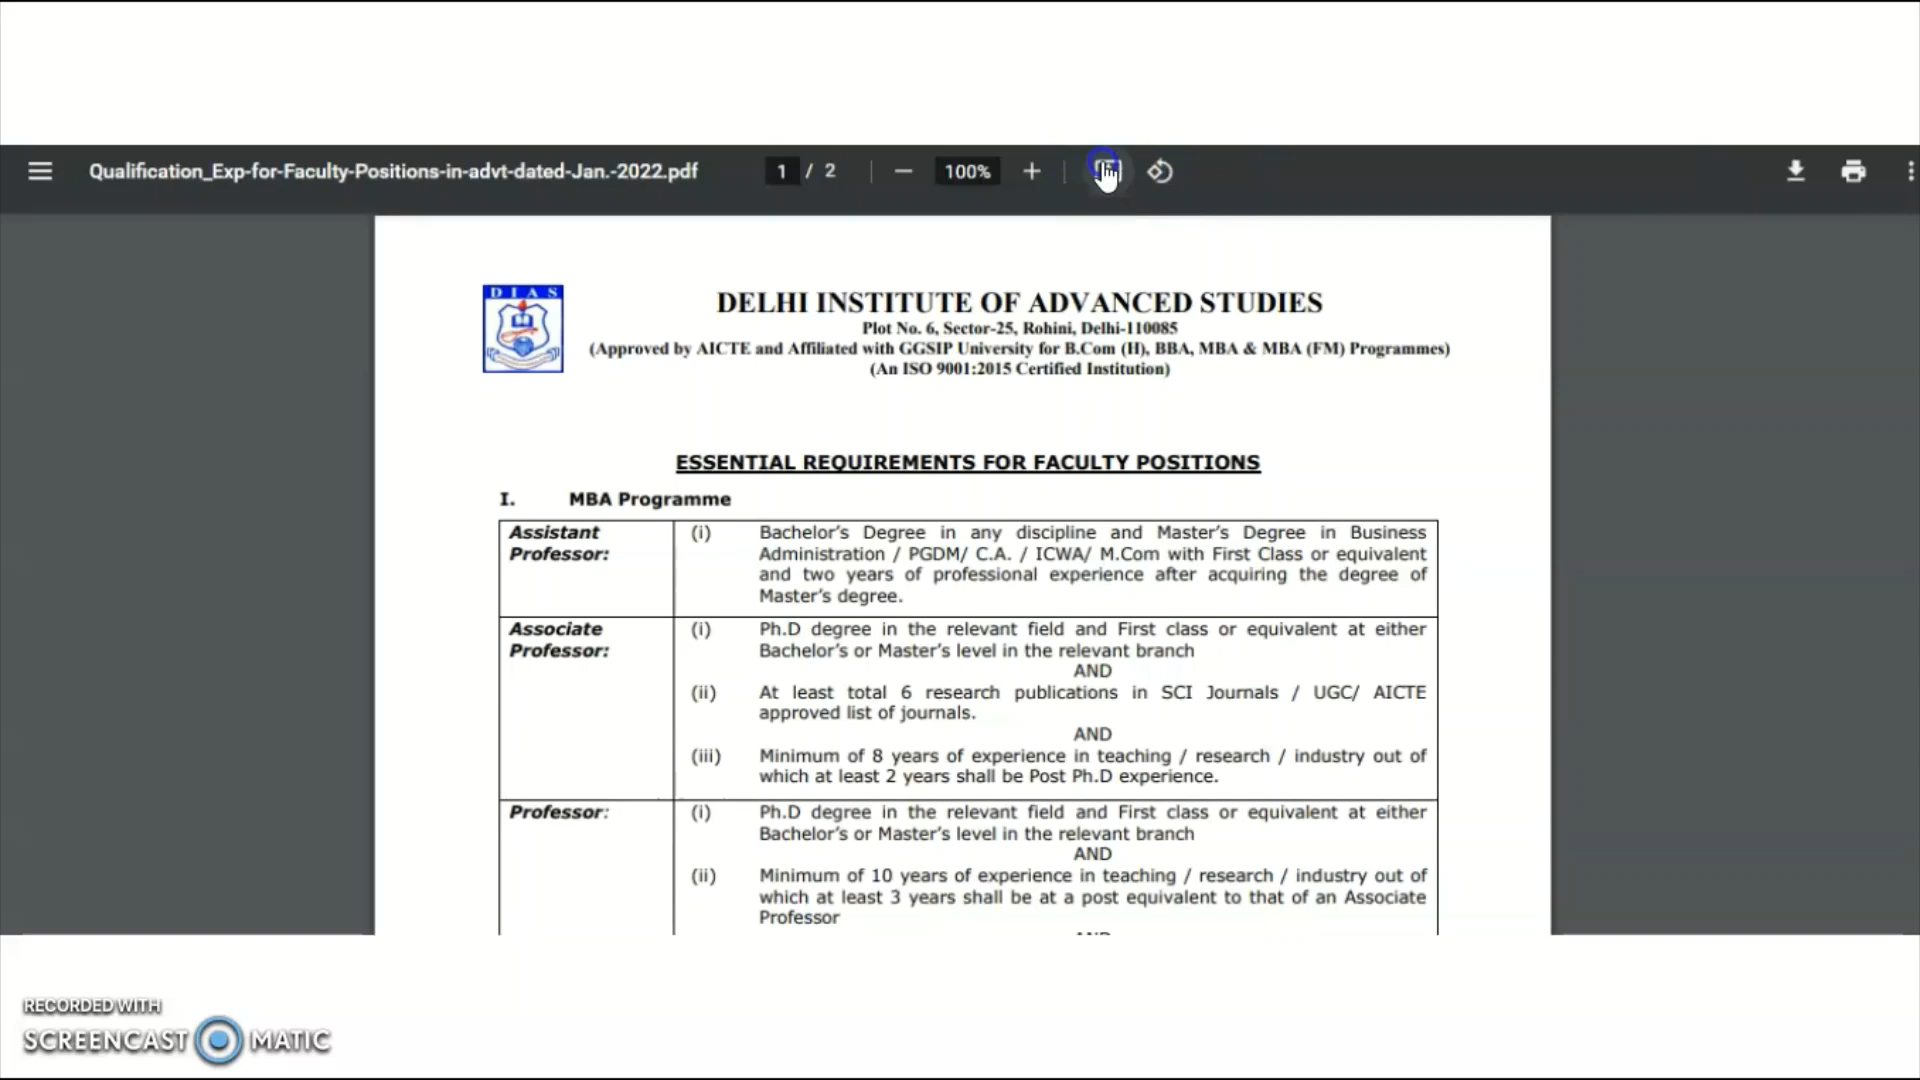 Qualification_Exp-for-Faculty-Positions-in-advt-dated-Jan.-2022.pdf 1 / 2 — 100% +
DIAS
DELHI INSTITUTE OF ADVANCED STUDIES
Plot No. 6, Sector-25, Rohini, Delhi-110085
(Approved by AICTE and Affiliated with GGSIP University for B.Com (H), BBA, MBA & MBA (FM) Programmes)
(An ISO 9001:2015 Certified Institution)
ESSENTIAL REQUIREMENTS FOR FACULTY POSITIONS
I. MBA Programme
Assistant Professor:
(i) Bachelor's Degree in any discipline and Master's Degree in Business
Administration / PGDM/ C.A. / ICWA/ M.Com with First Class or equivalent
and two years of professional experience after acquiring the degree of
Master's degree.
Associate Professor:
(i) Ph.D degree in the relevant field and First class or equivalent at either
Bachelor's or Master's level in the relevant branch
AND
(ii) At least total 6 research publications in SCI Journals / UGC/ AICTE
approved list of journals.
AND
(iii) Minimum of 8 years of experience in teaching / research / industry out of
which at least 2 years shall be Post Ph.D experience.
Professor:
(i) Ph.D degree in the relevant field and First class or equivalent at either
Bachelor's or Master's level in the relevant branch
AND
(ii) Minimum of 10 years of experience in teaching / research / industry out of
which at least 3 years shall be at a post equivalent to that of an Associate
Professor
RECORDED WITH
SCREENCAST MATIC